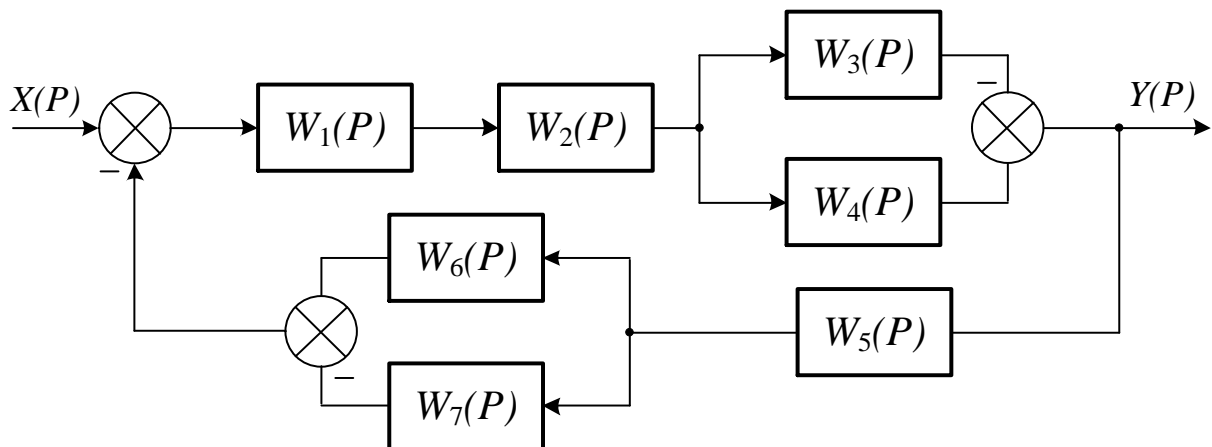 X(P)
W₁(P)
W₂(P)
W₃(P)
W₄(P)
Y(P)
W₆(P)
W₅(P)
W₇(P)
−
−
−